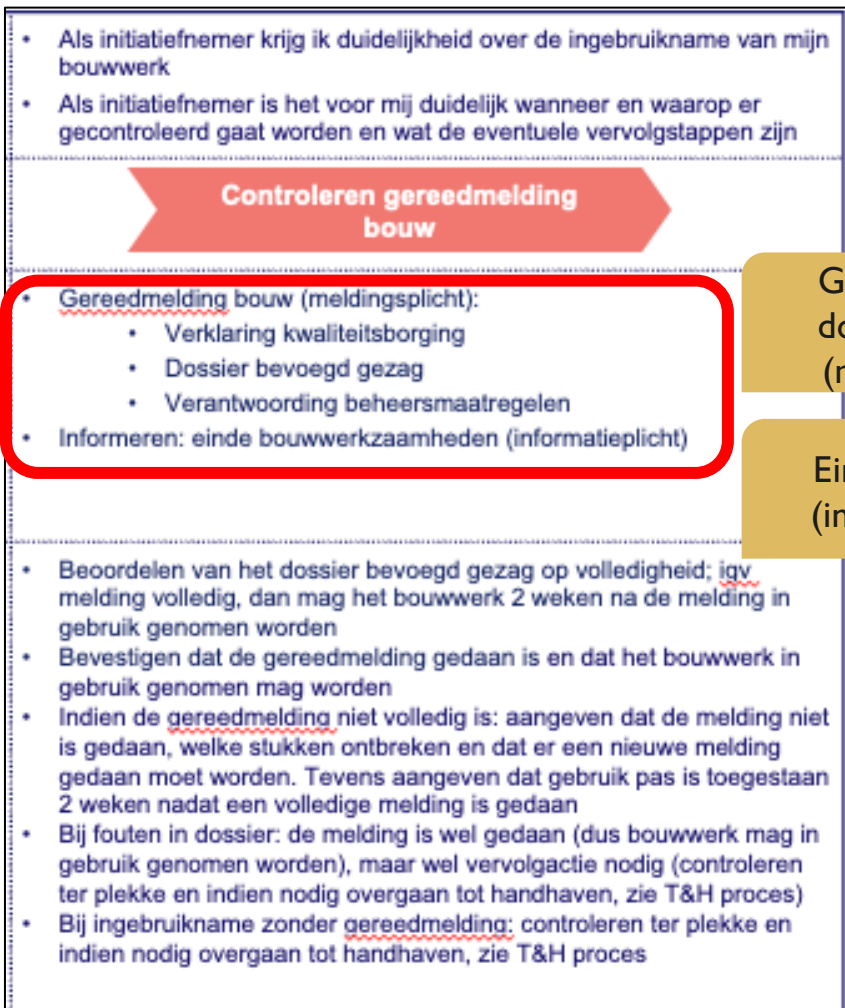 • Als initiatiefnemer krijg ik duidelijkheid over de ingebruikname van mijn
bouwwerk
• Als initiatiefnemer is het voor mij duidelijk wanneer en waarop er
gecontroleerd gaat worden en wat de eventuele vervolgstappen zijn
Controleren gereedmelding
bouw
• Gereedmelding bouw (meldingsplicht):
• Verklaring kwaliteitsborging
• Dossier bevoegd gezag
• Verantwoording beheersmaatregelen
• Informeren: einde bouwwerkzaamheden (informatieplicht)
• Beoordelen van het dossier bevoegd gezag op volledigheid; igv
melding volledig, dan mag het bouwwerk 2 weken na de melding in
gebruik genomen worden
• Bevestigen dat de gereedmelding gedaan is en dat het bouwwerk in
gebruik genomen mag worden
• Indien de gereedmelding niet volledig is: aangeven dat de melding niet
is gedaan, welke stukken ontbreken en dat er een nieuwe melding
gedaan moet worden. Tevens aangeven dat gebruik pas is toegestaan
2 weken nadat een volledige melding is gedaan
• Bij fouten in dossier: de melding is wel gedaan (dus bouwwerk mag in
gebruik genomen worden), maar wel vervolgactie nodig (controleren
ter plekke en indien nodig overgaan tot handhaven, zie T&H proces)
• Bij ingebruikname zonder gereedmelding: controleren ter plekke en
indien nodig overgaan tot handhaven, zie T&H proces